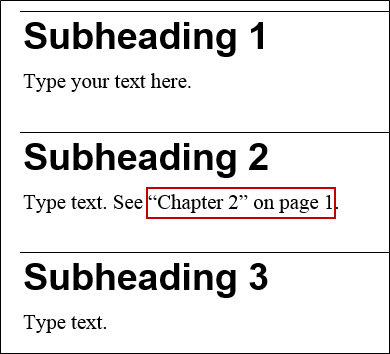 Subheading 1
Type your text here.
Subheading 2
Type text. See “Chapter 2” on page 1.
Subheading 3
Type text.